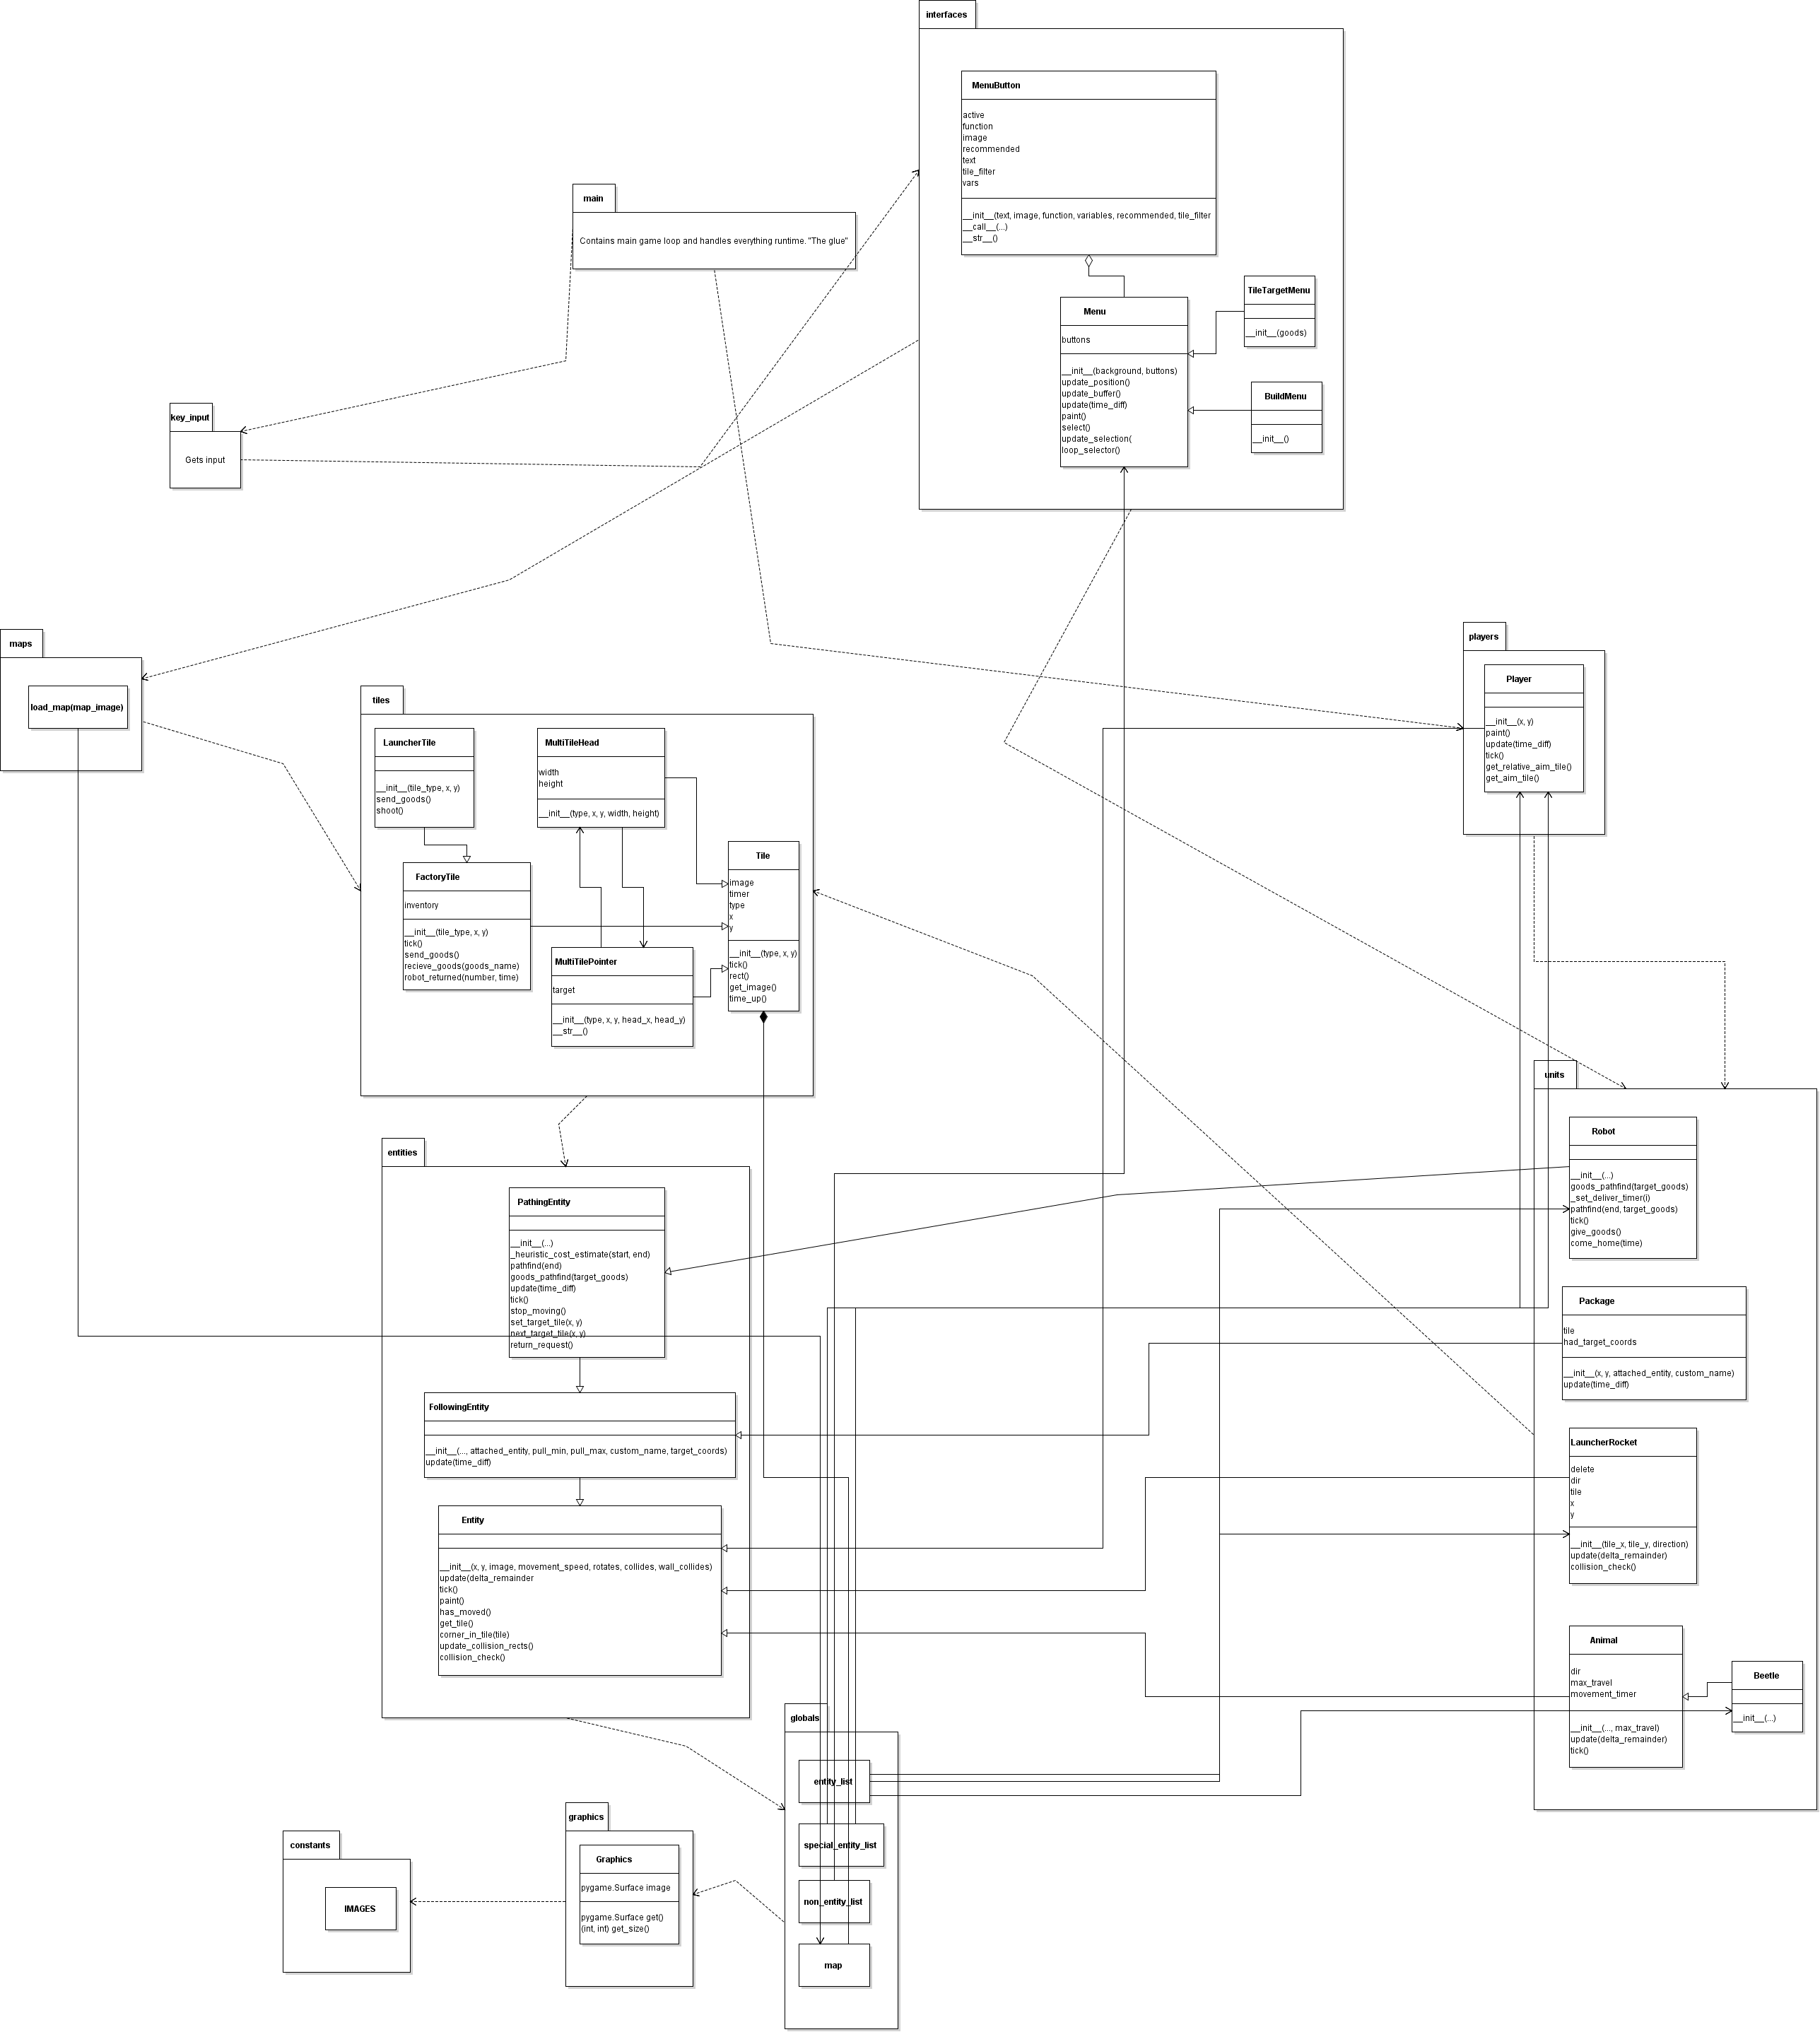 interfaces
MenuButton
active
function
image
recommended
text
tile_filter
vars
__init__(text, image, function, variables, recommended, tile_filter
__call__(...)
__str__()
main
Contains main game loop and handles everything runtime. "The glue"
TileTargetMenu
__init__(goods)
Menu
buttons
__init__(background, buttons)
update_position()
update_buffer()
update(time_diff)
paint()
select()
update_selection(
loop_selector()
BuildMenu
__init__()
key_input
Gets input
maps
load_map(map_image)
players
Player
__init__(x, y)
paint()
update(time_diff)
tick()
get_relative_aim_tile()
get_aim_tile()
tiles
LauncherTile
__init__(tile_type, x, y)
send_goods()
shoot()
MultiTileHead
width
height
__init__(type, x, y, width, height)
Tile
image
timer
type
x
y
__init__(type, x, y)
tick()
rect()
get_image()
time_up()
FactoryTile
inventory
__init__(tile_type, x, y)
tick()
send_goods()
recieve_goods(goods_name)
robot_returned(number, time)
MultiTilePointer
target
__init__(type, x, y, head_x, head_y)
__str__()
units
Robot
__init__(...)
goods_pathfind(target_goods)
_set_deliver_timer(i)
pathfind(end, target_goods)
tick()
give_goods()
come_home(time)
entities
PathingEntity
__init__(...)
_heuristic_cost_estimate(start, end)
pathfind(end)
goods_pathfind(target_goods)
update(time_diff)
tick()
stop_moving()
set_target_tile(x, y)
next_target_tile(x, y)
return_request()
Package
tile
had_target_coords
__init__(x, y, attached_entity, custom_name)
update(time_diff)
FollowingEntity
__init__(..., attached_entity, pull_min, pull_max, custom_name, target_coords)
update(time_diff)
LauncherRocket
delete
dir
tile
x
y
__init__(tile_x, tile_y, direction)
update(delta_remainder)
collision_check()
Entity
__init__(x, y, image, movement_speed, rotates, collides, wall_collides)
update(delta_remainder
tick()
paint()
has_moved()
get_tile()
corner_in_tile(tile)
update_collision_rects()
collision_check()
Animal
dir
max_travel
movement_timer
__init__(..., max_travel)
update(delta_remainder)
tick()
Beetle
__init__(...)
globals
entity_list
special_entity_list
non_entity_list
map
graphics
Graphics
pygame.Surface image
pygame.Surface get()
(int, int) get_size()
constants
IMAGES